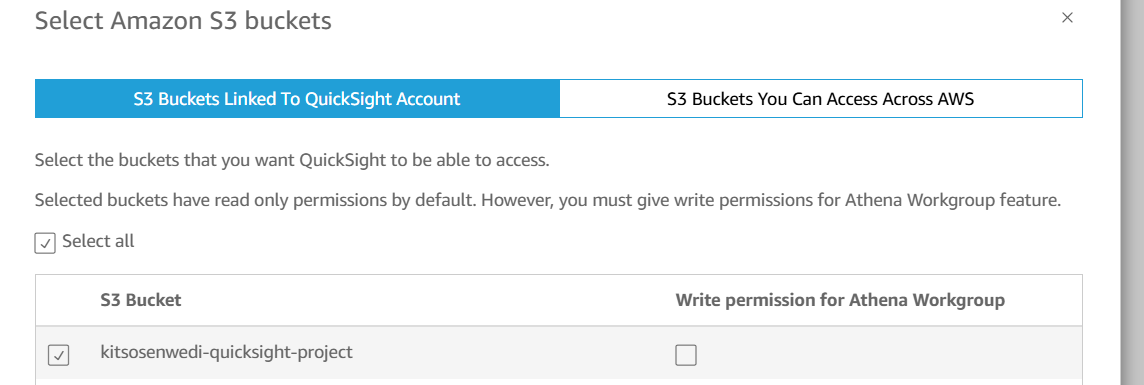 Select Amazon S3 buckets
S3 Buckets Linked To QuickSight Account
S3 Buckets You Can Access Across AWS
Select the buckets that you want QuickSight to be able to access.
Selected buckets have read only permissions by default. However, you must give write permissions for Athena Workgroup feature.
Select all
S3 Bucket
Write permission for Athena Workgroup
kitsosenwedi-quicksight-project